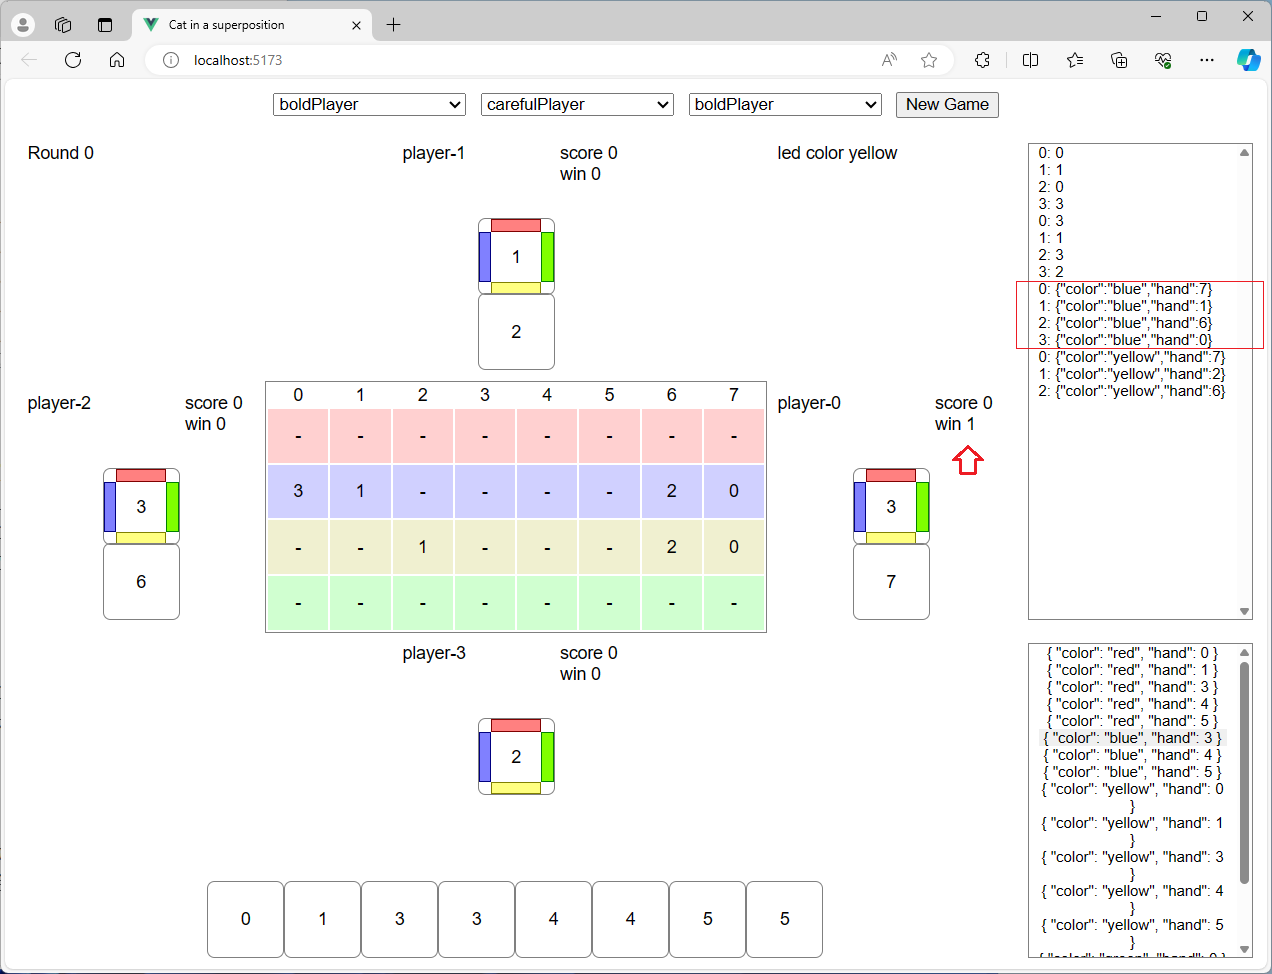 Cat in a superposition
localhost:5173
boldPlayer carefulPlayer boldPlayer New Game
Round 0
player-1 score 0
win 0
led color yellow
1
2
player-2 score 0
win 0
3
6
0 1 2 3 4 5 6 7
- - - - - - - -
3 1 - - - - 2 0
- - 1 - - - 2 0
- - - - - - - -
player-0 score 0
win 1
3
7
player-3 score 0
win 0
2
0 1 3 3 4 4 5 5
0: 0
1: 1
2: 0
3: 3
0: 3
1: 1
2: 3
3: 2
0: {"color":"blue","hand":7}
1: {"color":"blue","hand":1}
2: {"color":"blue","hand":6}
3: {"color":"blue","hand":0}
0: {"color":"yellow","hand":7}
1: {"color":"yellow","hand":2}
2: {"color":"yellow","hand":6}
{ "color": "red", "hand": 0 }
{ "color": "red", "hand": 1 }
{ "color": "red", "hand": 3 }
{ "color": "red", "hand": 4 }
{ "color": "red", "hand": 5 }
{ "color": "blue", "hand": 3 }
{ "color": "blue", "hand": 4 }
{ "color": "blue", "hand": 5 }
{ "color": "yellow", "hand": 0
}
{ "color": "yellow", "hand": 1
}
{ "color": "yellow", "hand": 3
}
{ "color": "yellow", "hand": 4
}
{ "color": "yellow", "hand": 5
}
{ "color": "green", "hand": 0 }